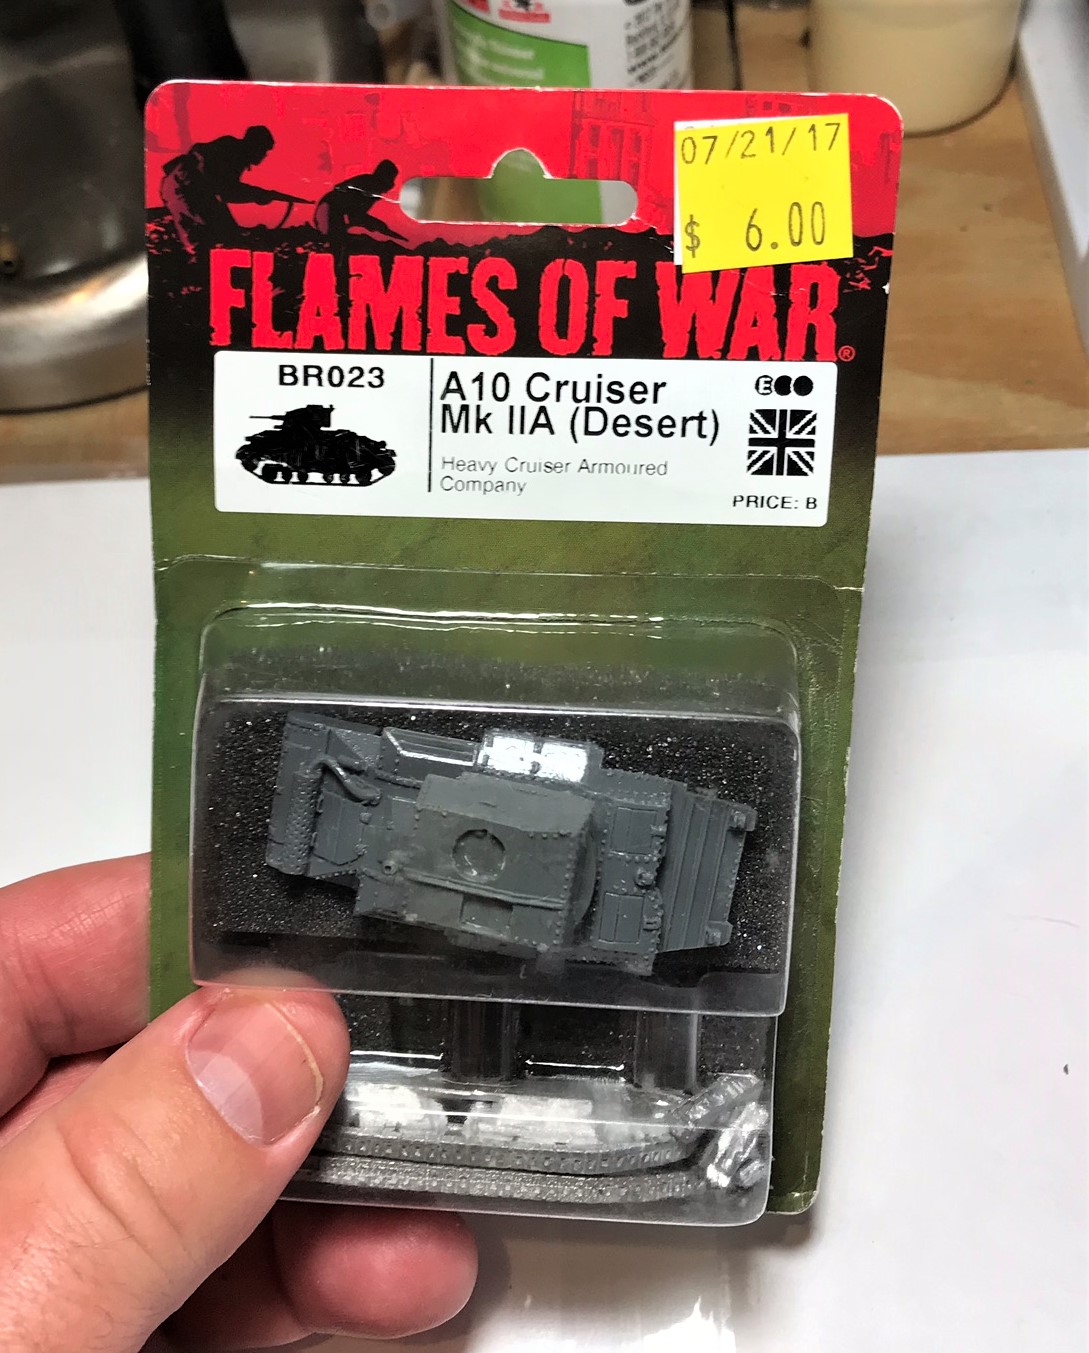 07/21/17
$ 6.00
FLAMES OF WAR®
BR023
A10 Cruiser
Mk IIA (Desert)
Heavy Cruiser Armoured
Company
E
PRICE: B